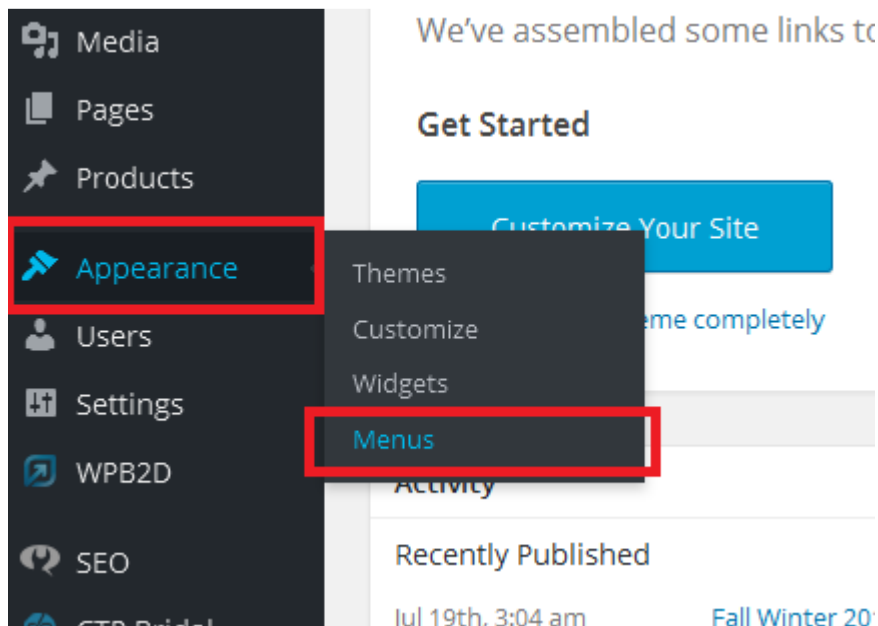 Media
Pages
Products
Appearance
Users
Settings
WPB2D
SEO
We've assembled some links to
Get Started
Customize Your Site
Themes
Customize
Widgets
Menus
eme completely
Activity
Recently Published
Jul 19th, 3:04 am
Fall Winter 201